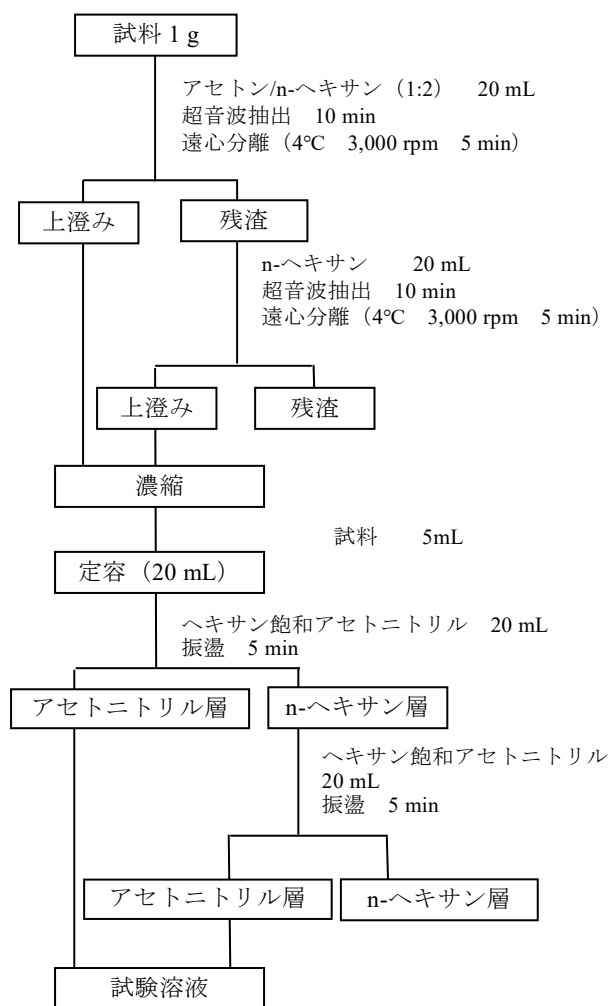 試料 1 g
アセトン/n-ヘキサン（1:2）　20 mL
超音波抽出　10 min
遠心分離（4℃　3,000 rpm　5 min）
上澄み
残渣
n-ヘキサン　　20 mL
超音波抽出　10 min
遠心分離（4℃　3,000 rpm　5 min）
上澄み
残渣
濃縮
試料　　5mL
定容（20 mL）
ヘキサン飽和アセトニトリル　20 mL
振盪　5 min
アセトニトリル層
n-ヘキサン層
ヘキサン飽和アセトニトリル
20 mL
振盪　5 min
アセトニトリル層
n-ヘキサン層
試験溶液